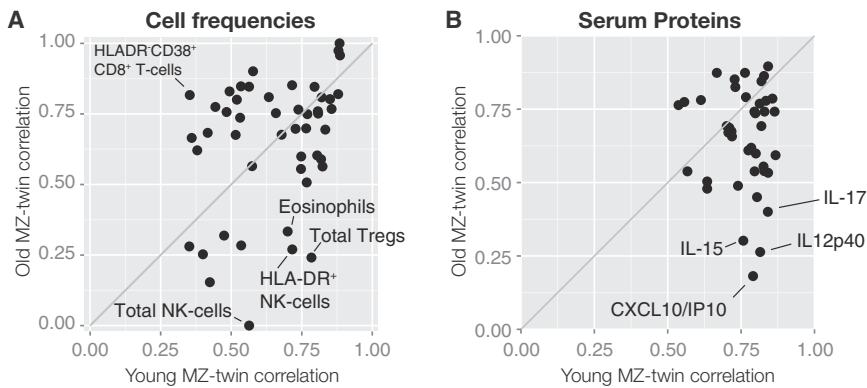 A
Cell frequencies
Old MZ-twin correlation
1.00
0.75
0.50
0.25
0.00
HLADR-CD38+
CD8+ T-cells
Eosinophils
Total Tregs
HLA-DR+
NK-cells
Total NK-cells
0.00 0.25 0.50 0.75 1.00
Young MZ-twin correlation
B
Serum Proteins
Old MZ-twin correlation
1.00
0.75
0.50
0.25
0.00
IL-17
IL-15
IL12p40
CXCL10/IP10
0.00 0.25 0.50 0.75 1.00
Young MZ-twin correlation